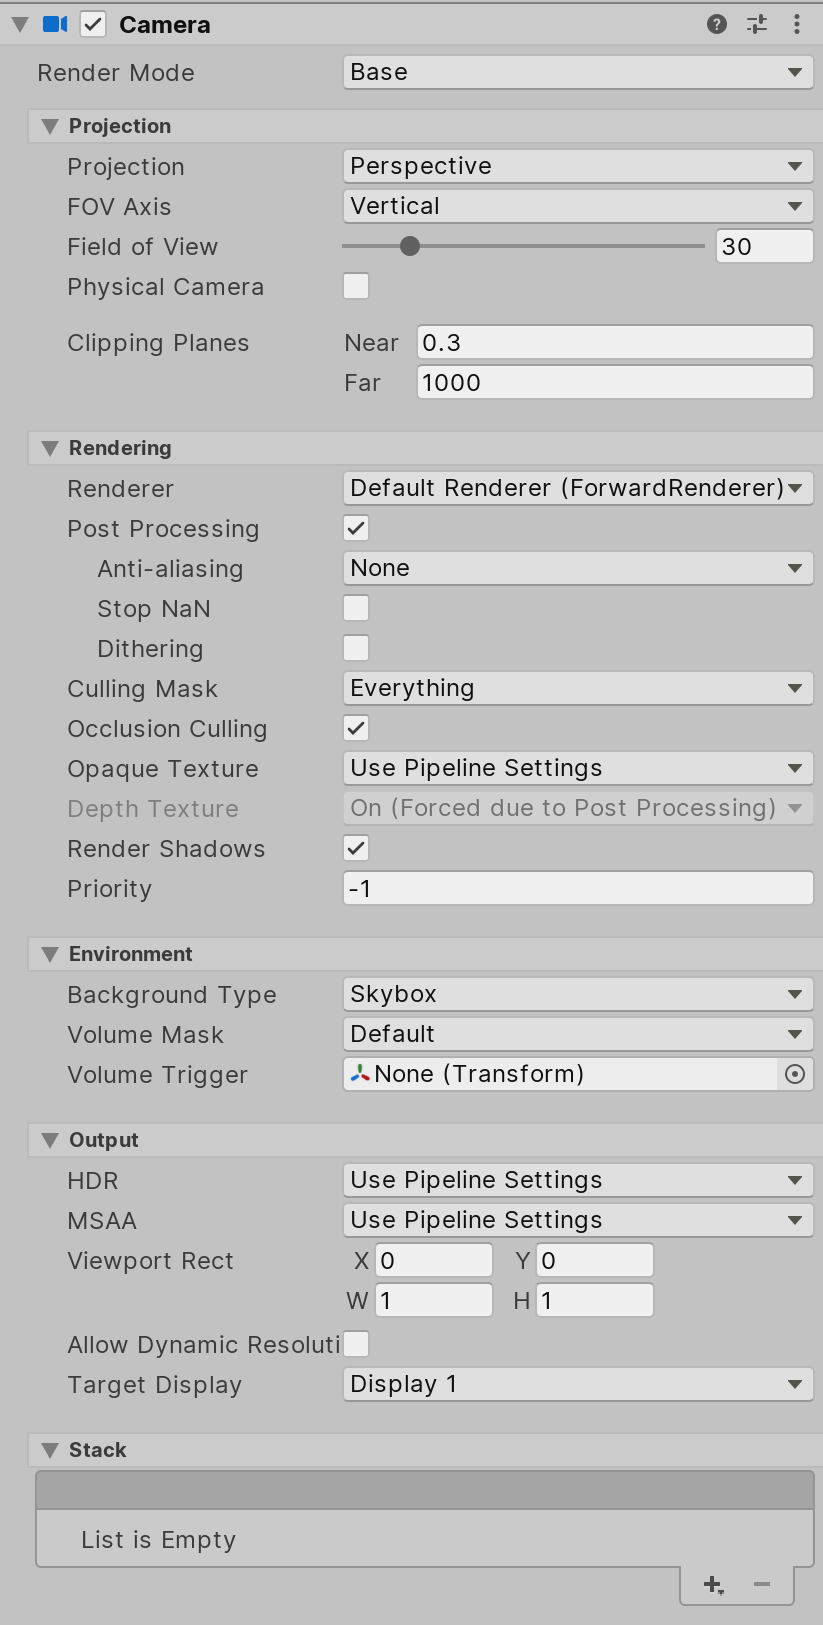 Camera
Render Mode Base
Projection
Projection Perspective
FOV Axis Vertical
Field of View 30
Physical Camera
Clipping Planes Near 0.3
Far 1000
Rendering
Renderer Default Renderer (ForwardRenderer)
Post Processing
Anti-aliasing None
Stop NaN
Dithering
Culling Mask Everything
Occlusion Culling
Opaque Texture Use Pipeline Settings
Depth Texture On (Forced due to Post Processing)
Render Shadows
Priority -1
Environment
Background Type Skybox
Volume Mask Default
Volume Trigger None (Transform)
Output
HDR Use Pipeline Settings
MSAA Use Pipeline Settings
Viewport Rect X 0 Y 0
W 1 H 1
Allow Dynamic Resoluti
Target Display Display 1
Stack
List is Empty